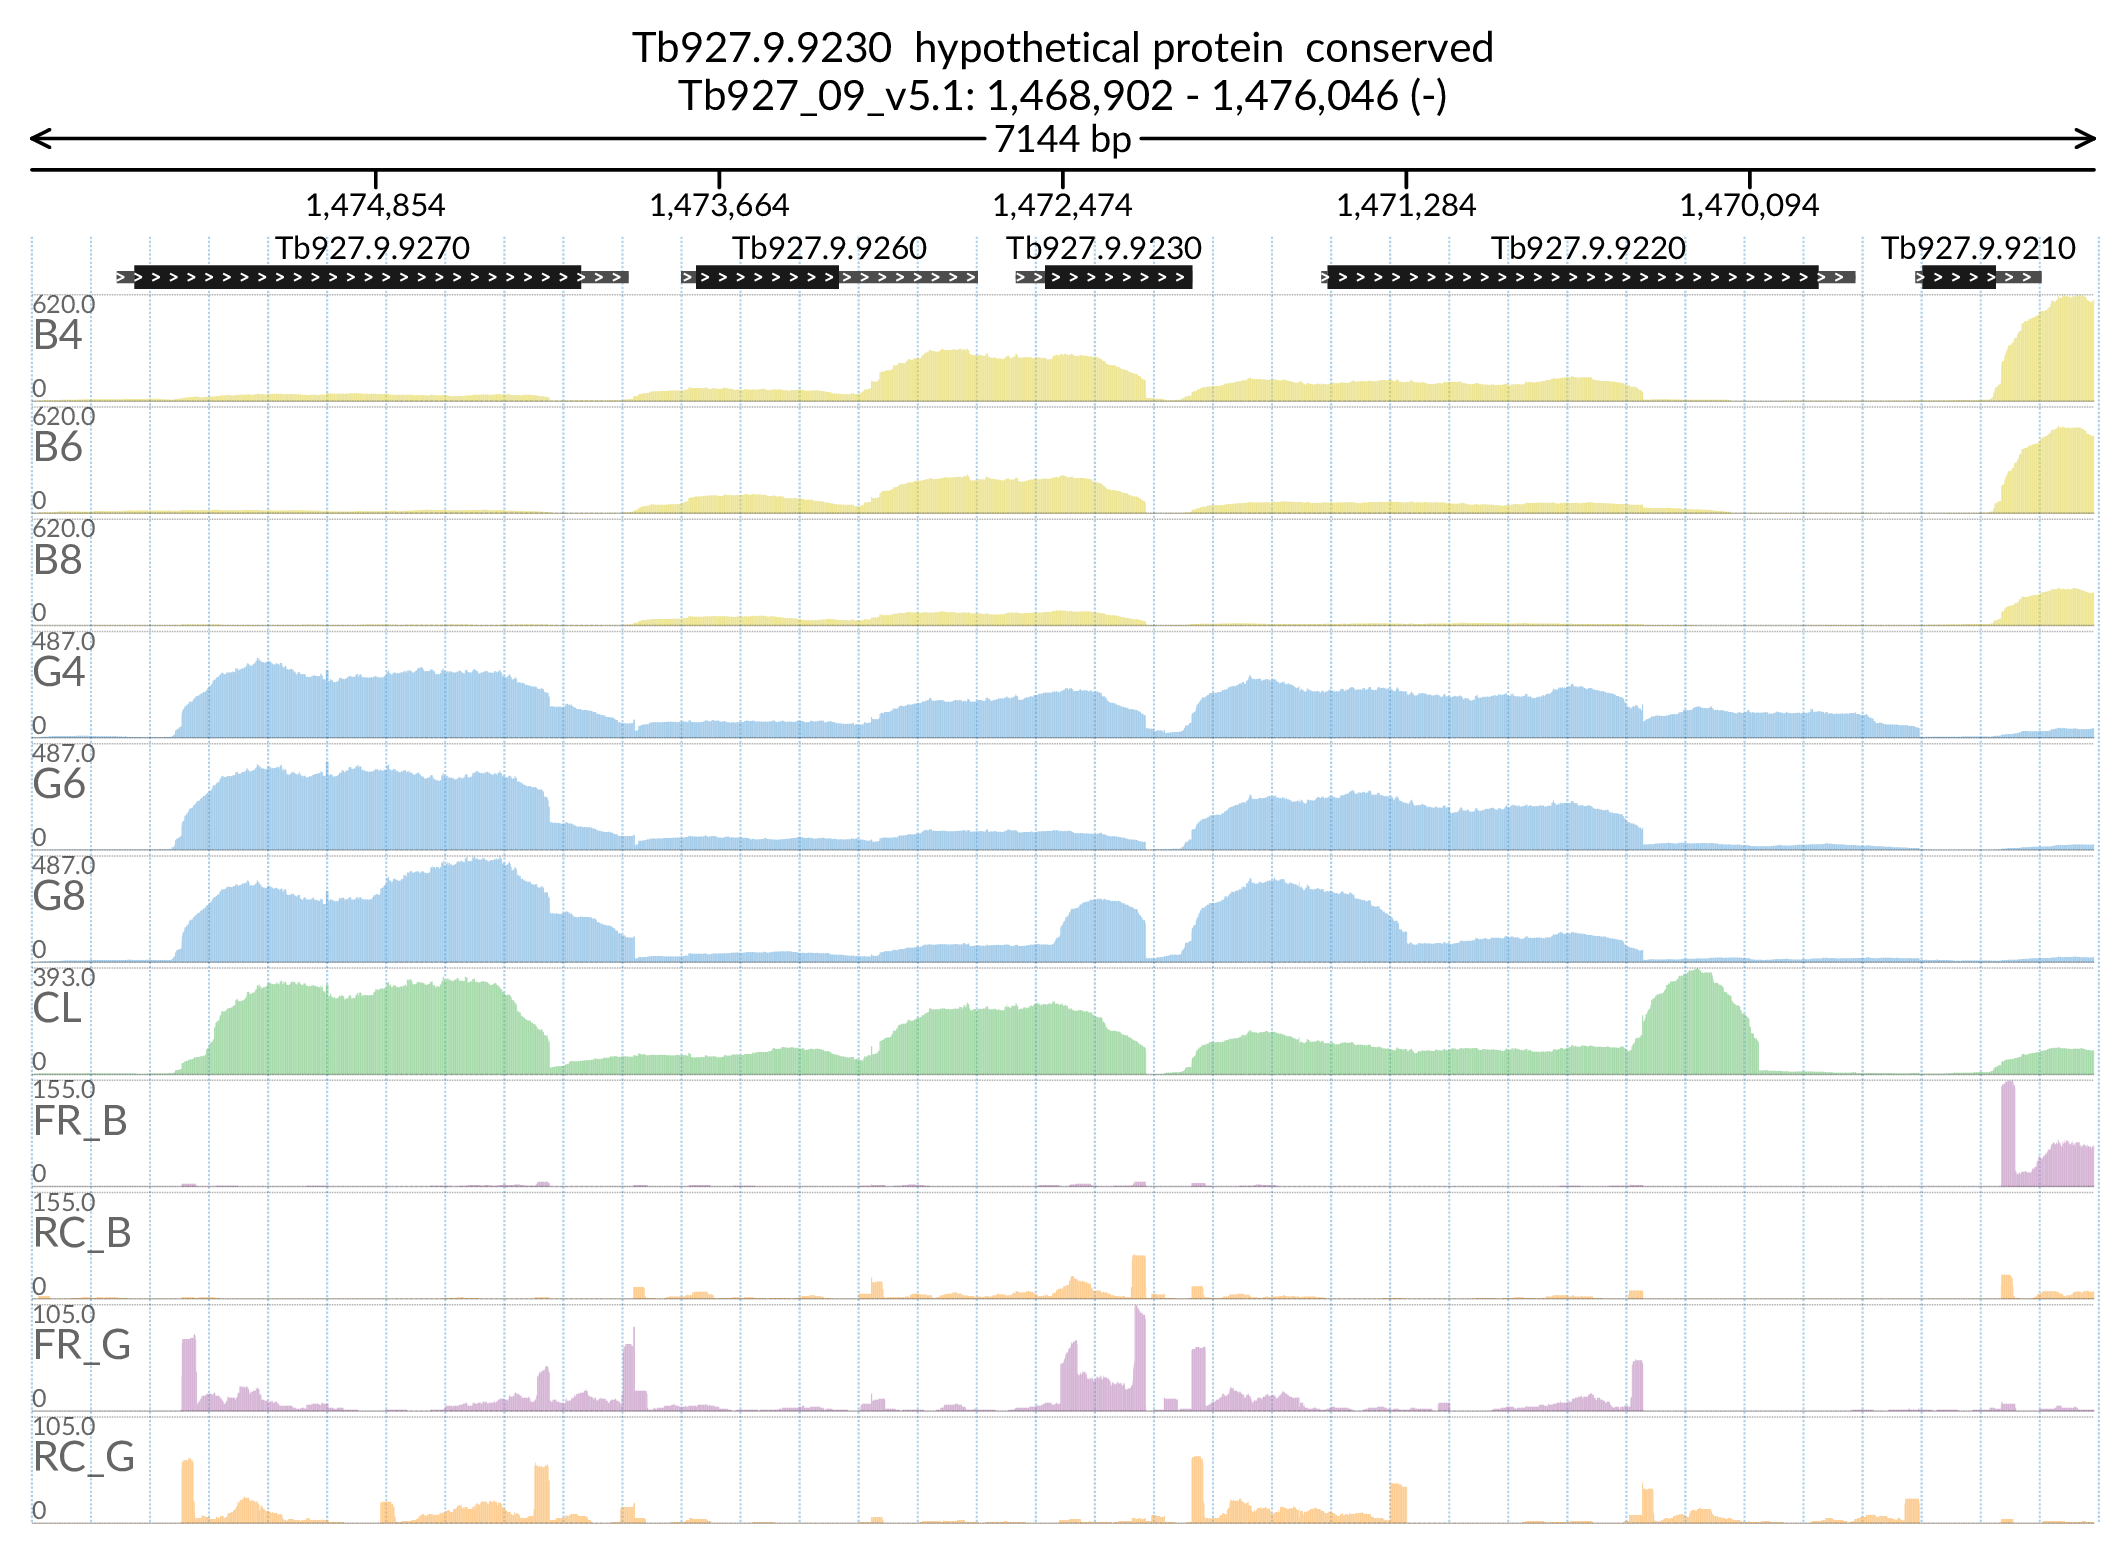 Tb927.9.9230 hypothetical protein conserved
Tb927_09_v5.1: 1,468,902 - 1,476,046 (-)
7144 bp
1,474,854 1,473,664 1,472,474 1,471,284 1,470,094
Tb927.9.9270 Tb927.9.9260 Tb927.9.9230 Tb927.9.9220 Tb927.9.9210
620.0
B4
0
620.0
B6
0
620.0
B8
0
487.0
G4
0
487.0
G6
0
487.0
G8
0
393.0
CL
0
155.0
FR_B
0
155.0
RC_B
0
105.0
FR_G
0
105.0
RC_G
0